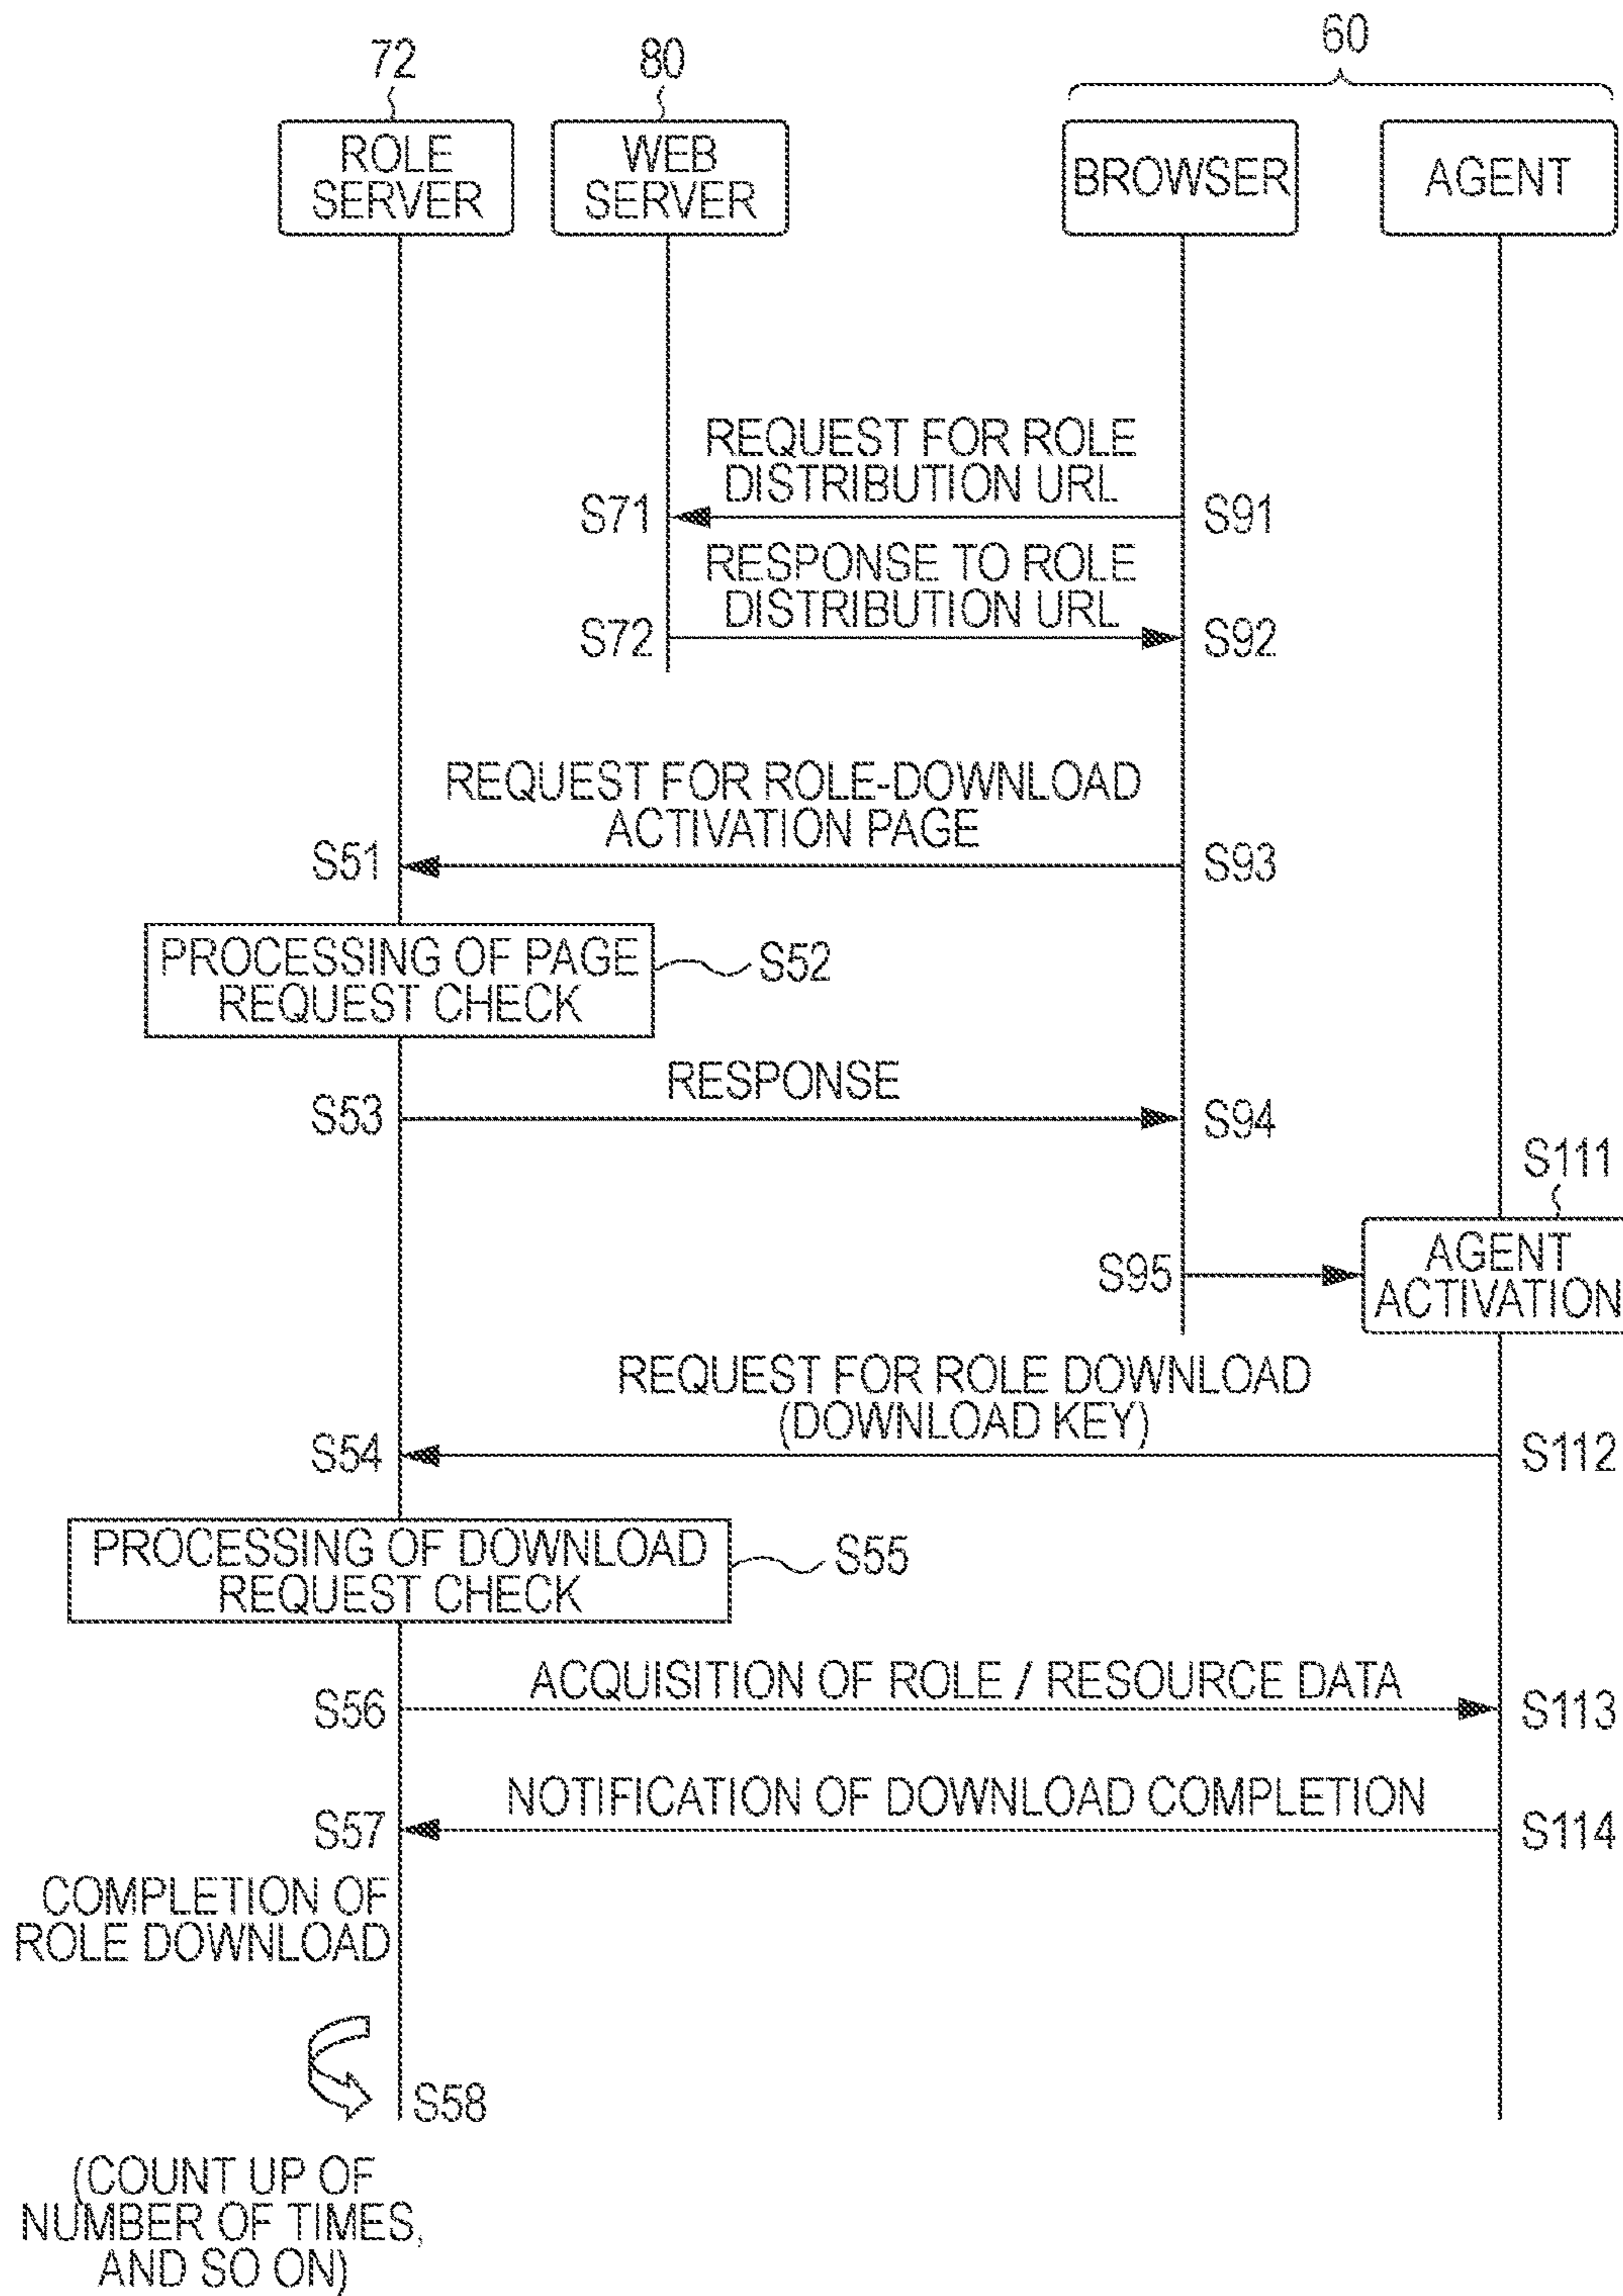 72
80
60
ROLE
SERVER
WEB
SERVER
BROWSER
AGENT
REQUEST FOR ROLE
DISTRIBUTION URL
S71
S91
RESPONSE TO ROLE
DISTRIBUTION URL
S72
S92
REQUEST FOR ROLE-DOWNLOAD
ACTIVATION PAGE
S51
S93
PROCESSING OF PAGE
REQUEST CHECK
S52
RESPONSE
S53
S94
S111
S95
AGENT
ACTIVATION
REQUEST FOR ROLE DOWNLOAD
(DOWNLOAD KEY)
S54
S112
PROCESSING OF DOWNLOAD
REQUEST CHECK
S55
ACQUISITION OF ROLE / RESOURCE DATA
S56
S113
NOTIFICATION OF DOWNLOAD COMPLETION
S57
S114
COMPLETION OF
ROLE DOWNLOAD
S58
(COUNT UP OF
NUMBER OF TIMES,
AND SO ON)